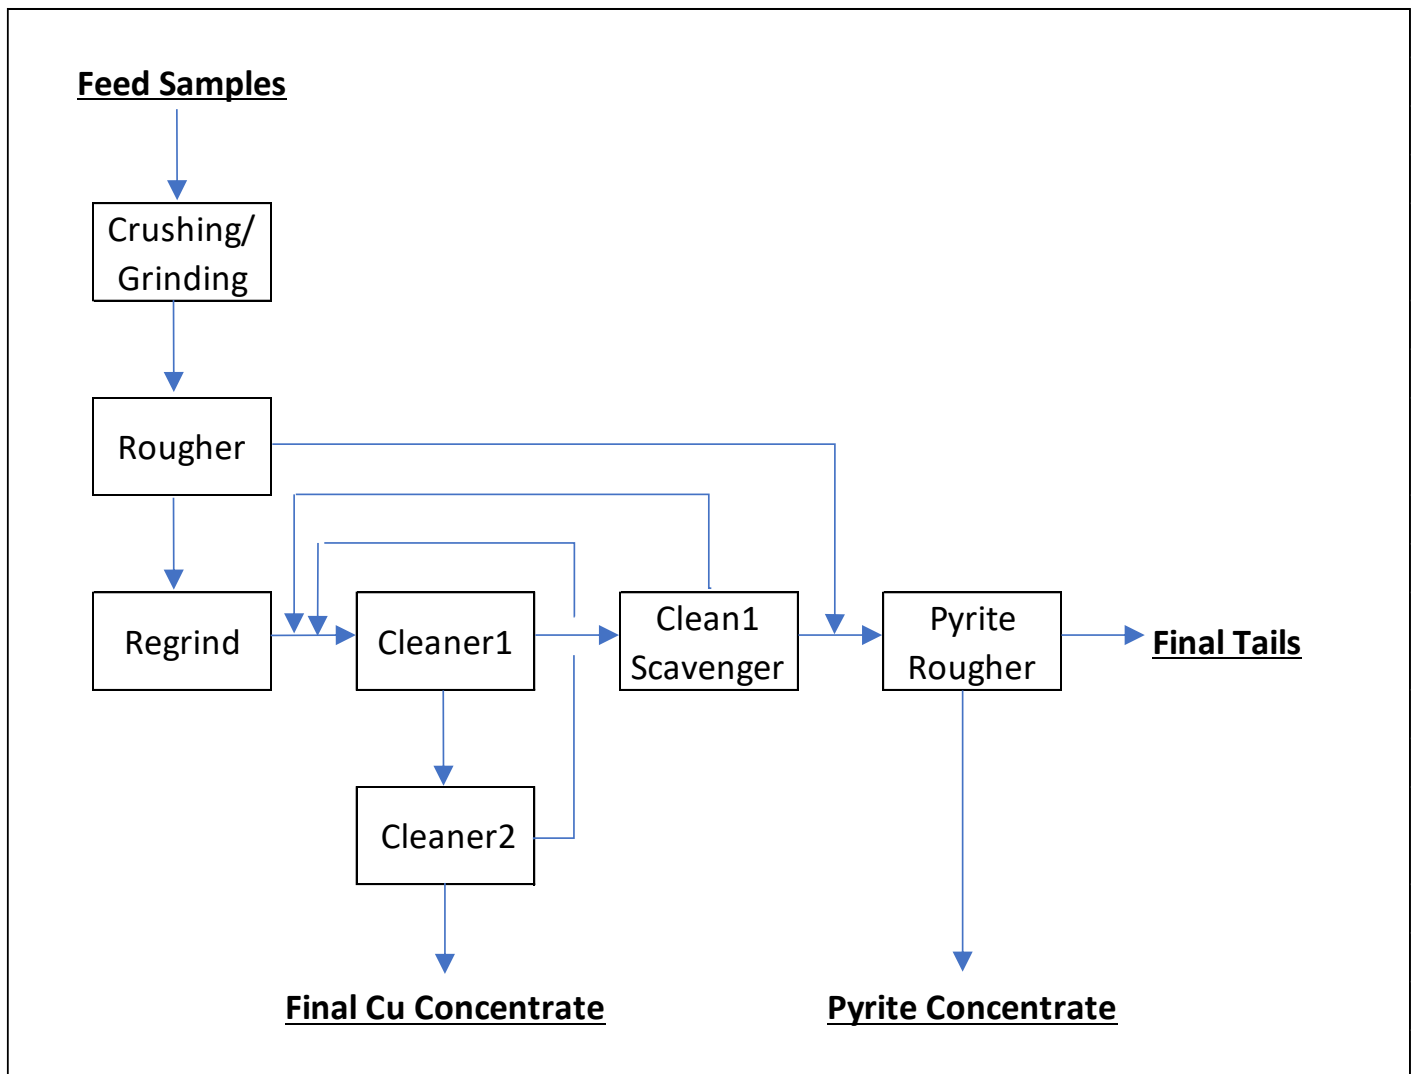 Feed Samples
Crushing/
Grinding
Rougher
Regrind
Cleaner1
Clean1
Scavenger
Pyrite
Rougher
Final Tails
Cleaner2
Final Cu Concentrate
Pyrite Concentrate